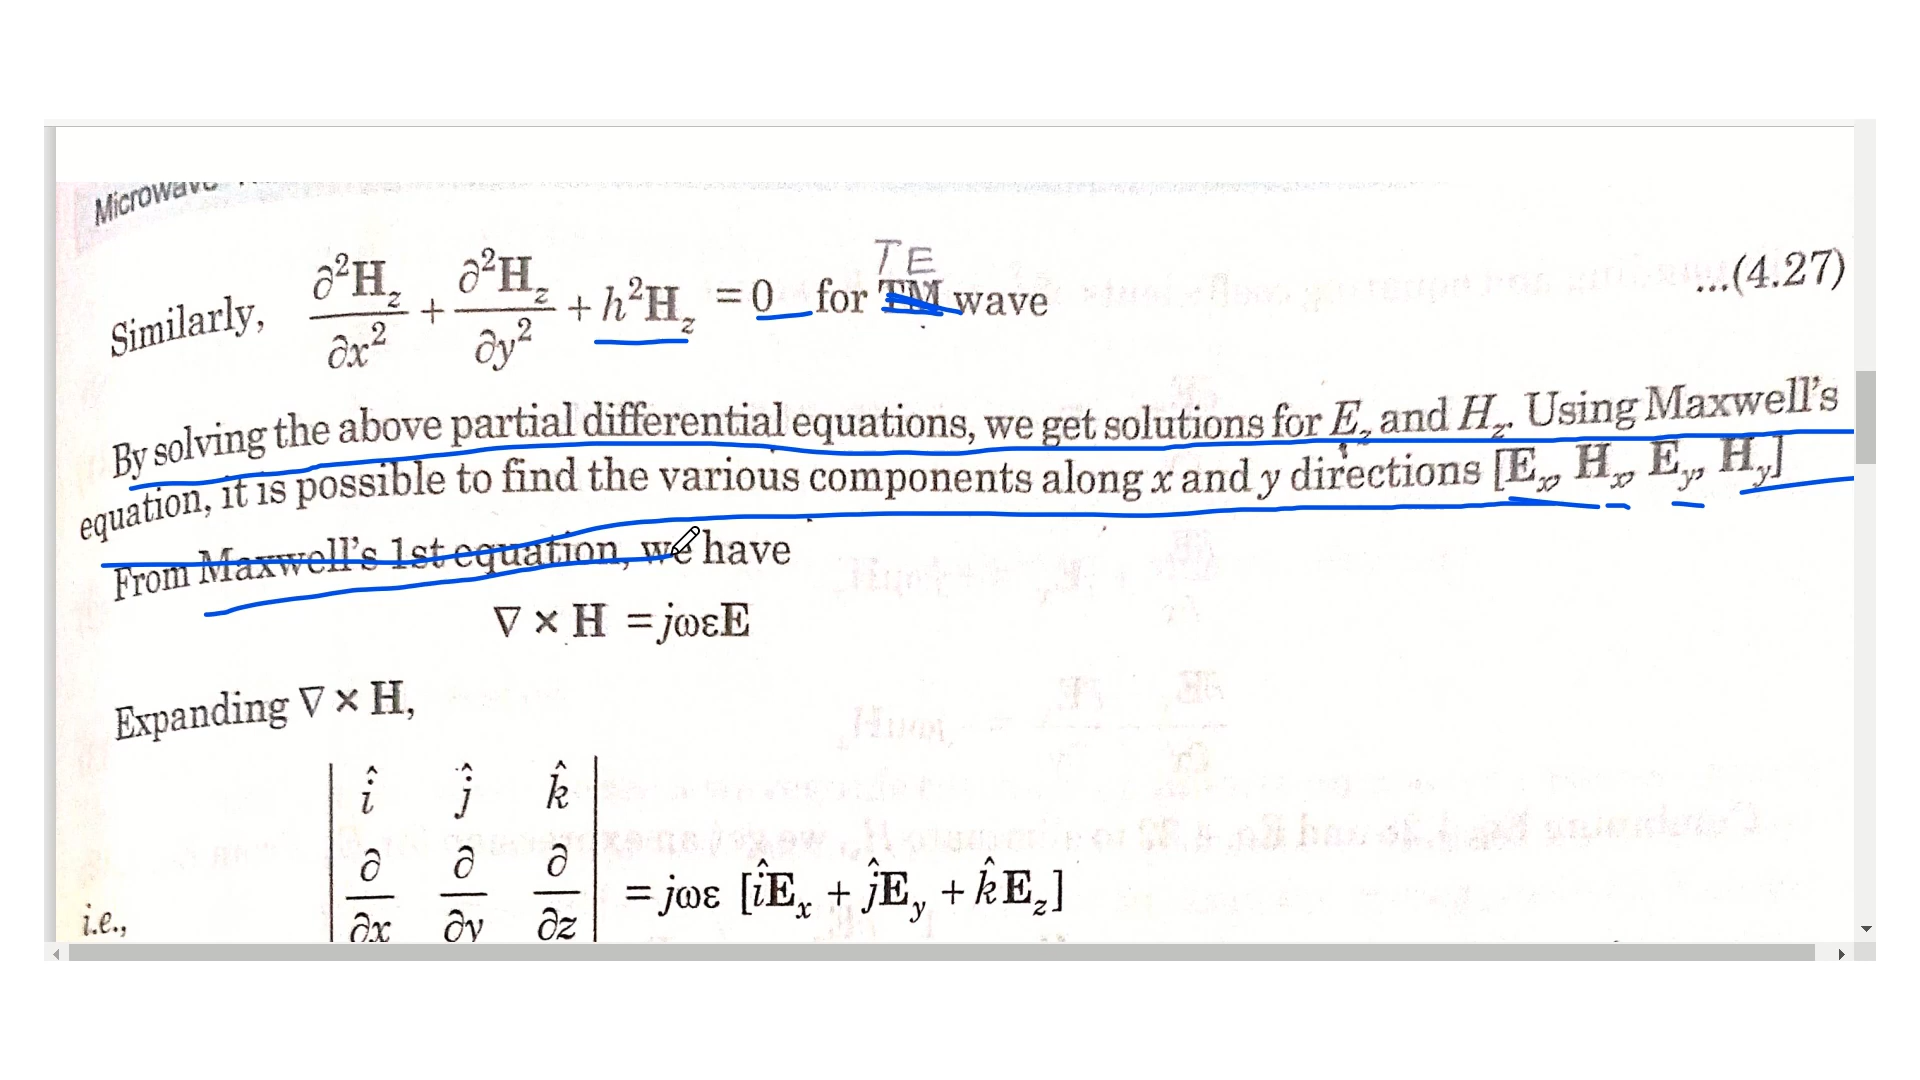 Microwave
TE
Similarly, ∂²H_z/∂x² + ∂²H_z/∂y² + h²H_z = 0 for TM wave ...(4.27)
By solving the above partial differential equations, we get solutions for E_z and H_z. Using Maxwell's
equation, it is possible to find the various components along x and y directions [E_x, H_x, E_y, H_y]
From Maxwell's 1st equation, we have
∇ × H = jωεE
Expanding ∇ × H,
î ĵ k̂
i.e., ∂/∂x ∂/∂y ∂/∂z = jωε [îE_x + ĵE_y + k̂E_z]